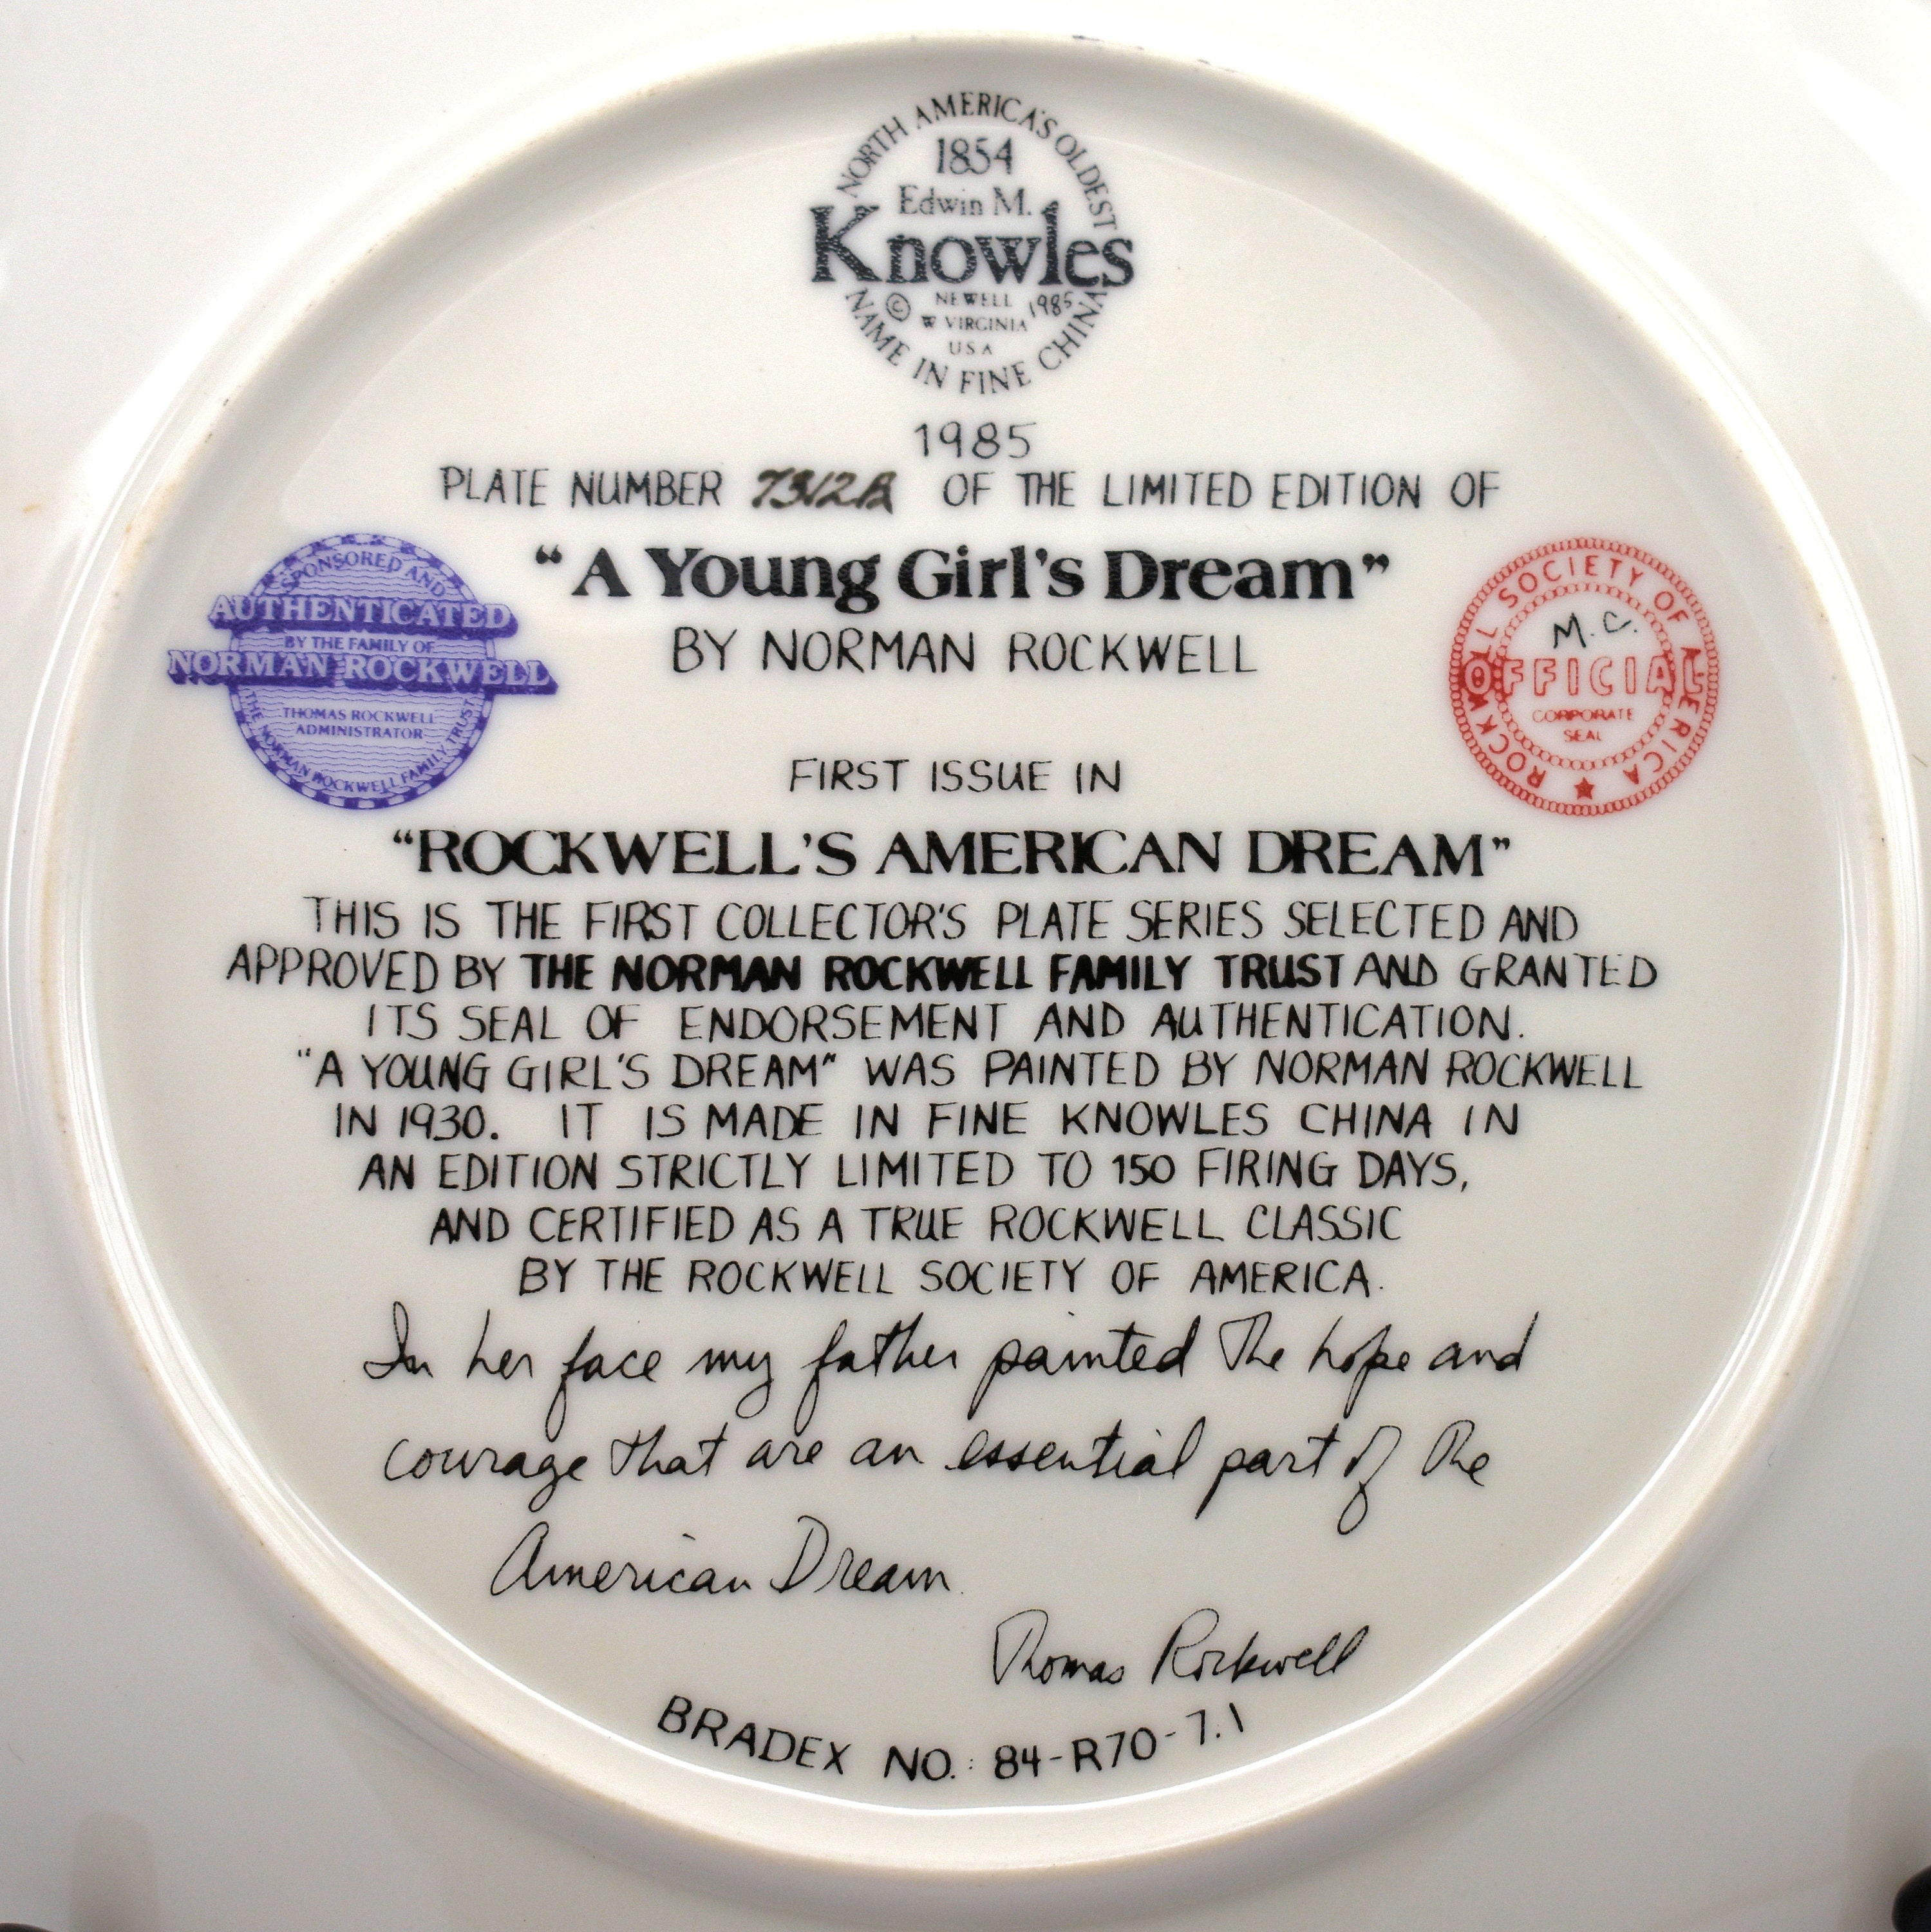 NORTH AMERICA'S OLDEST
1854
Edwin M.
Knowles
© NEWELL 1985
W VIRGINIA
USA
NAME IN FINE CHINA
1985
PLATE NUMBER OF THE LIMITED EDITION OF
"A Young Girl's Dream"
BY NORMAN ROCKWELL
SPONSORED AND
AUTHENTICATED
BY THE FAMILY OF
NORMAN ROCKWELL
THOMAS ROCKWELL
ADMINISTRATOR
THE NORMAN ROCKWELL FAMILY TRUST
ROCKWELL SOCIETY OF AMERICA
M.C.
OFFICIAL
CORPORATE
SEAL
FIRST ISSUE IN
"ROCKWELL'S AMERICAN DREAM"
THIS IS THE FIRST COLLECTOR'S PLATE SERIES SELECTED AND
APPROVED BY THE NORMAN ROCKWELL FAMILY TRUST AND GRANTED
ITS SEAL OF ENDORSEMENT AND AUTHENTICATION.
"A YOUNG GIRL'S DREAM" WAS PAINTED BY NORMAN ROCKWELL
IN 1930. IT IS MADE IN FINE KNOWLES CHINA IN
AN EDITION STRICTLY LIMITED TO 150 FIRING DAYS,
AND CERTIFIED AS A TRUE ROCKWELL CLASSIC
BY THE ROCKWELL SOCIETY OF AMERICA.
In her face my father painted the hope and
courage that are an essential part of the
American Dream.
Thomas Rockwell
BRADEX NO.: 84-R70-7.1